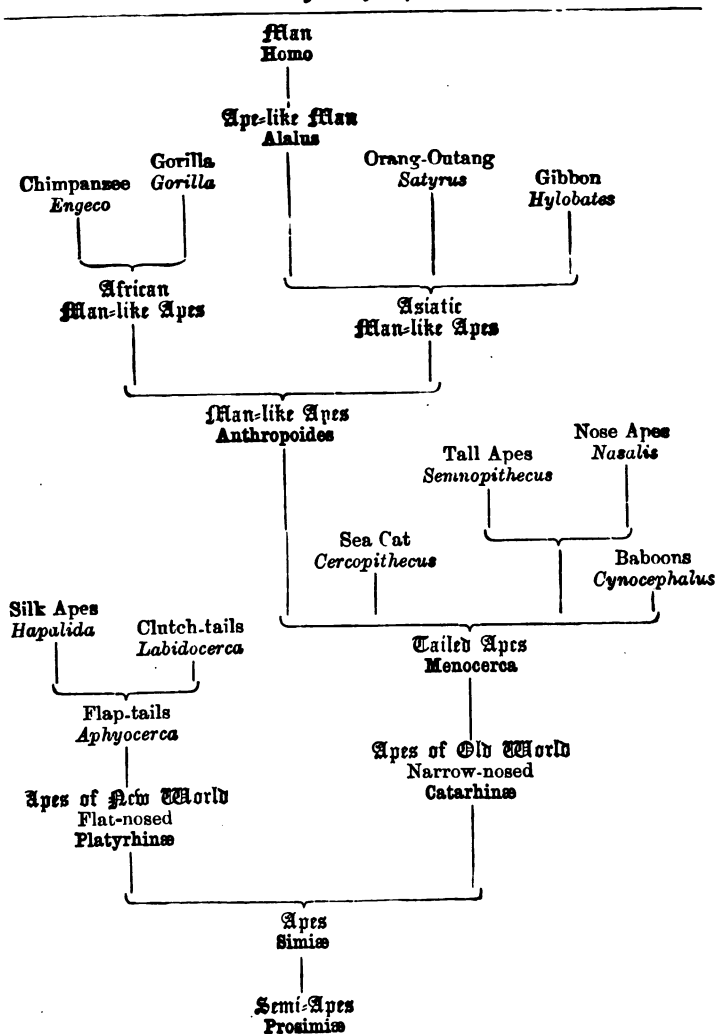 Man
Homo
Ape-like Man
Alalus
Gorilla
Gorilla
Chimpansee
Engeco
Orang-Outang
Satyrus
Gibbon
Hylobates
African
Man-like Apes
Asiatic
Man-like Apes
Man-like Apes
Anthropoides
Nose Apes
Nasalis
Tall Apes
Semnopithecus
Sea Cat
Cercopithecus
Baboons
Cynocephalus
Silk Apes
Hapalida
Clutch-tails
Labidocerca
Tailed Apes
Menocerca
Flap-tails
Aphyocerca
Apes of Old World
Narrow-nosed
Catarhinæ
Apes of New World
Flat-nosed
Platyrhinæ
Apes
Simiæ
Semi-Apes
Prosimiæ